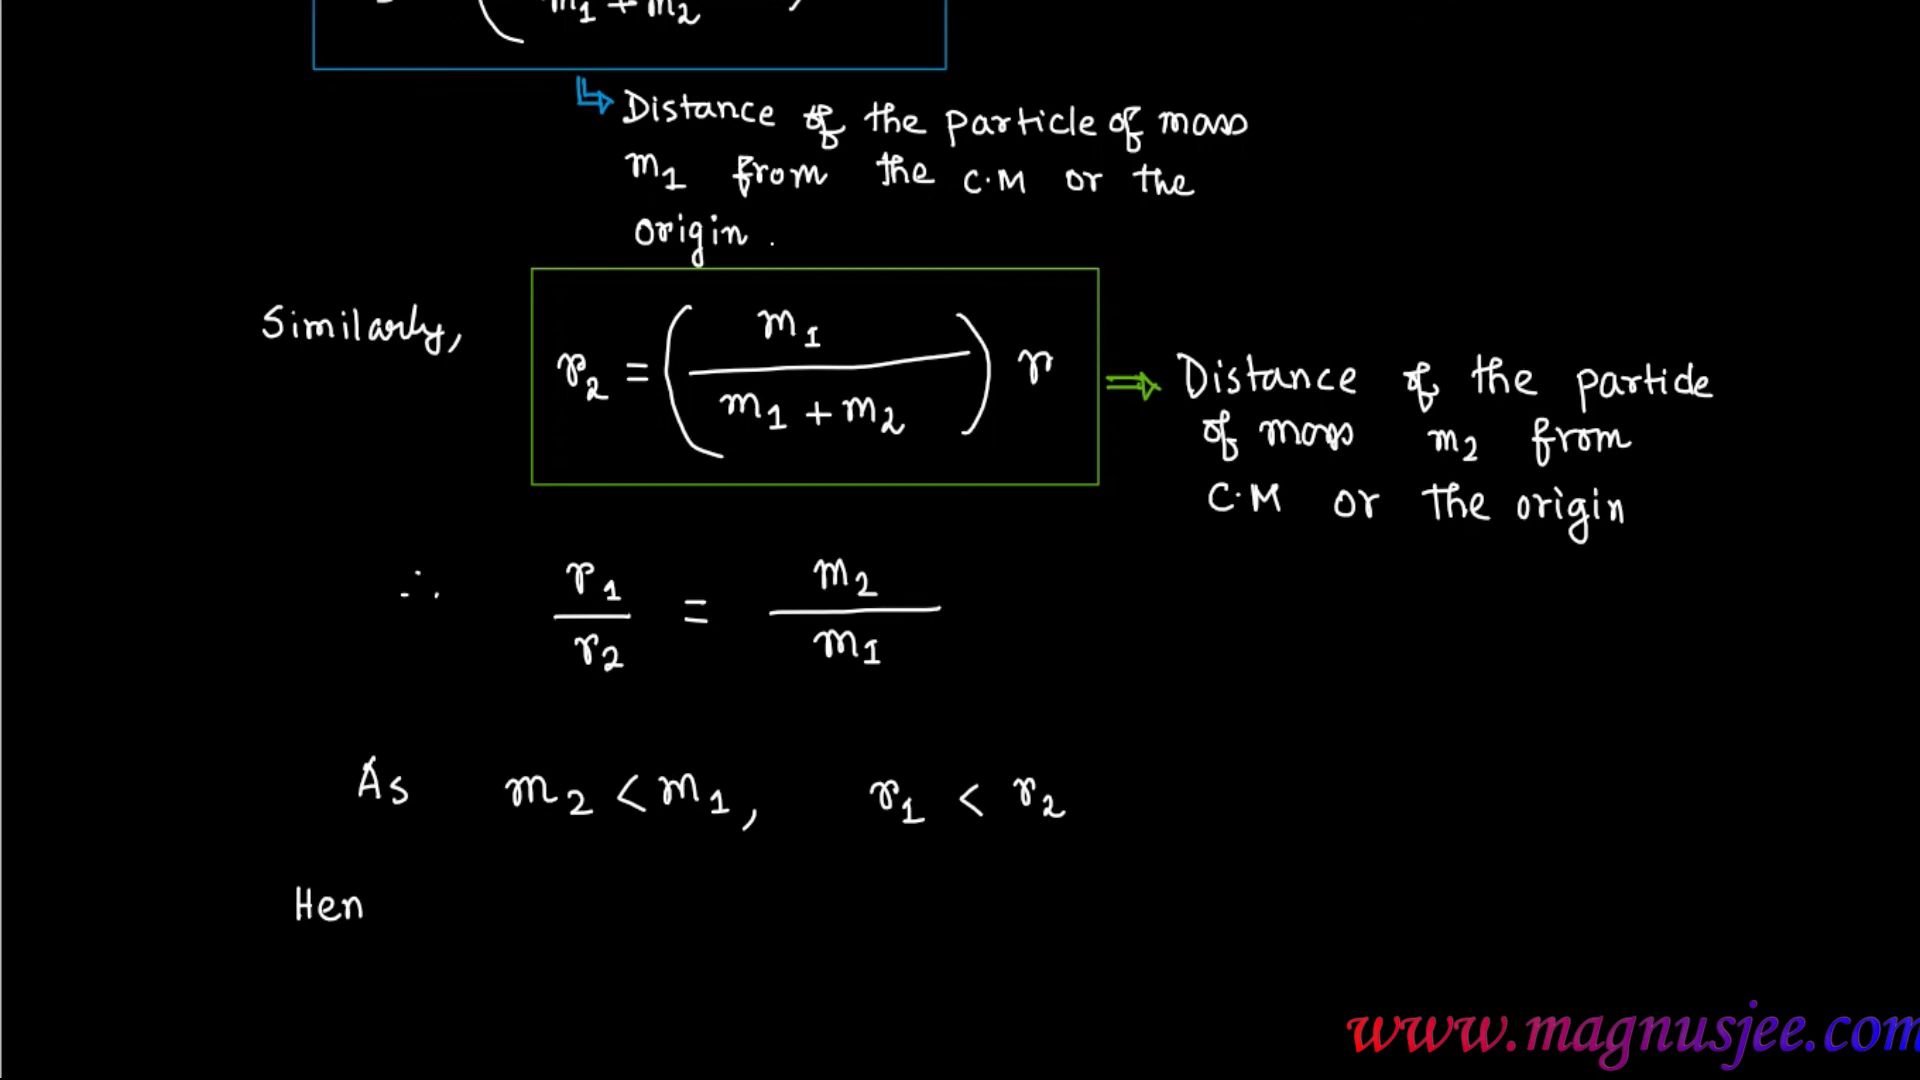 m1 + m2
Distance of the particle of mass
m1 from the C.M or the
origin.
Similarly,
r2 = ( m1 / m1 + m2 ) r
⇒ Distance of the particle
of mass m2 from
C.M or the origin
∴ r1 / r2 = m2 / m1
As m2 < m1, r1 < r2
Hen
www.magnusjee.com